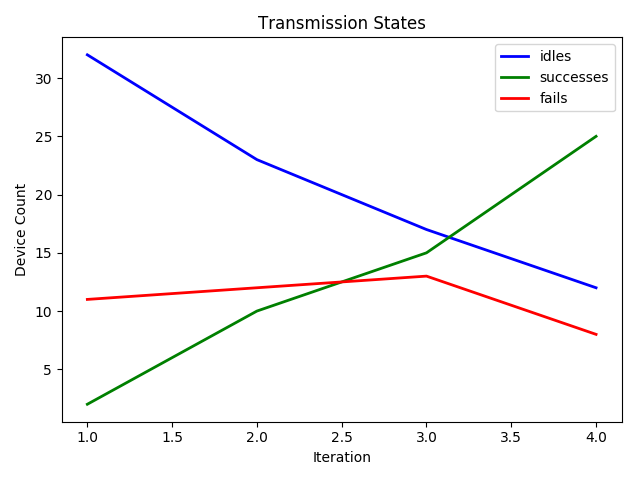 Transmission States
idles
successes
fails
Device Count
30
25
20
15
10
5
1.0 1.5 2.0 2.5 3.0 3.5 4.0
Iteration